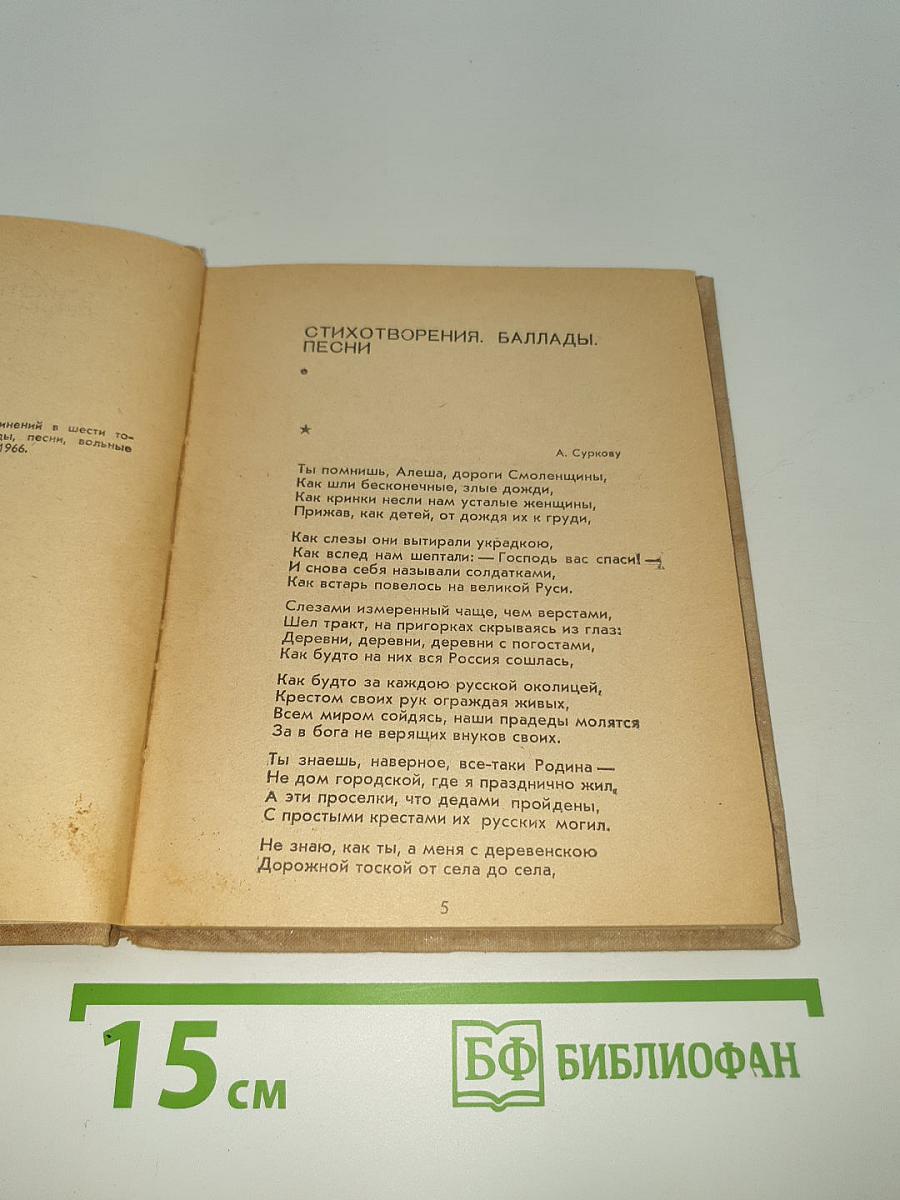 инений в шести то-
ды, песни, вольные
1966.
СТИХОТВОРЕНИЯ. БАЛЛАДЫ.
ПЕСНИ
А. Суркову
Ты помнишь, Алеша, дороги Смоленщины,
Как шли бесконечные, злые дожди,
Как кринки несли нам усталые женщины,
Прижав, как детей, от дождя их к груди,
Как слезы они вытирали украдкою,
Как вслед нам шептали: — Господь вас спаси! —
И снова себя называли солдатками,
Как встарь повелось на великой Руси.
Слезами измеренный чаще, чем верстами,
Шел тракт, на пригорках скрываясь из глаз:
Деревни, деревни, деревни с погостами,
Как будто на них вся Россия сошлась,
Как будто за каждою русской околицей,
Крестом своих рук ограждая живых,
Всем миром сойдясь, наши прадеды молятся
За в бога не верящих внуков своих.
Ты знаешь, наверное, все-таки Родина —
Не дом городской, где я празднично жил,
А эти проселки, что дедами пройдены,
С простыми крестами их русских могил.
Не знаю, как ты, а меня с деревенскою
Дорожной тоской от села до села,
5
15 см
БФ БИБЛИОФАН